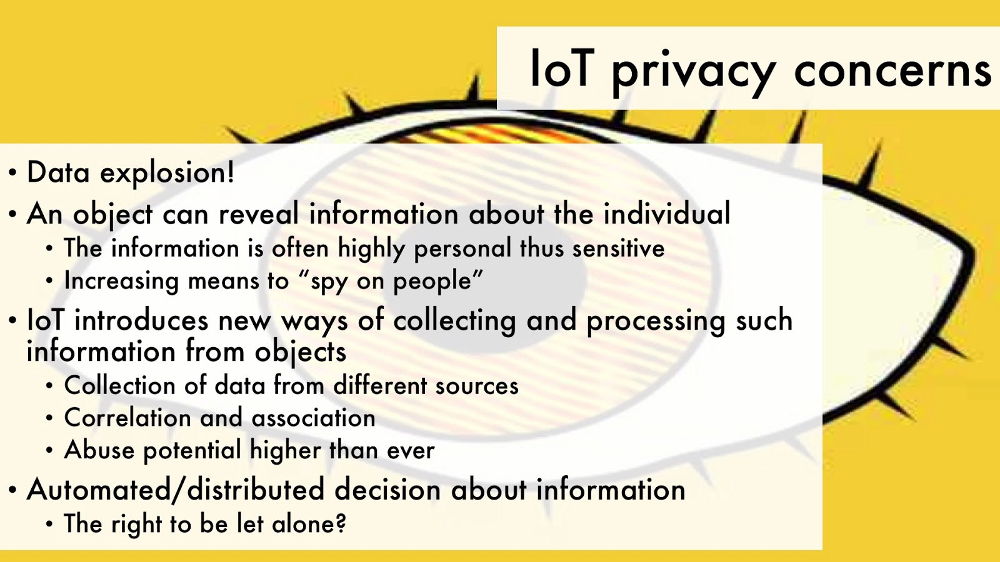 IoT privacy concerns
• Data explosion!
• An object can reveal information about the individual
• The information is often highly personal thus sensitive
• Increasing means to “spy on people”
• IoT introduces new ways of collecting and processing such
information from objects
• Collection of data from different sources
• Correlation and association
• Abuse potential higher than ever
• Automated/distributed decision about information
• The right to be let alone?